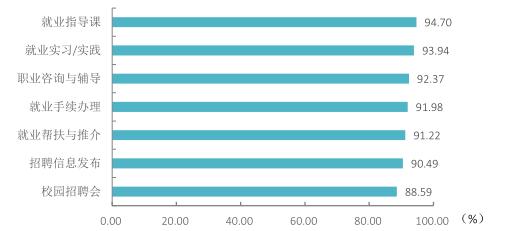 就业指导课 94.70
就业实习/实践 93.94
职业咨询与辅导 92.37
就业手续办理 91.98
就业帮扶与推介 91.22
招聘信息发布 90.49
校园招聘会 88.59
0.00 20.00 40.00 60.00 80.00 100.00 （%）